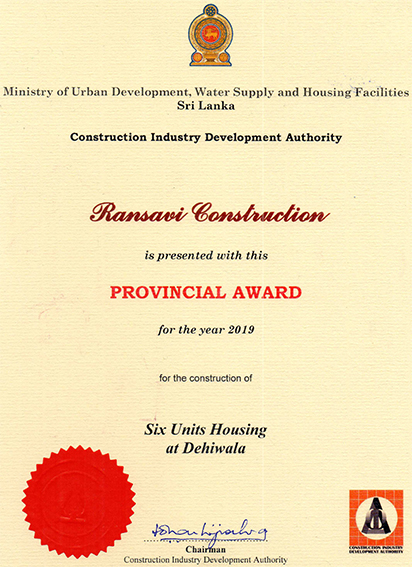 Ministry of Urban Development, Water Supply and Housing Facilities
Sri Lanka
Construction Industry Development Authority
Ransavi Construction
is presented with this
PROVINCIAL AWARD
for the year 2019
for the construction of
Six Units Housing
at Dehiwala
Chairman
Construction Industry Development Authority
CONSTRUCTION INDUSTRY
DEVELOPMENT AUTHORITY